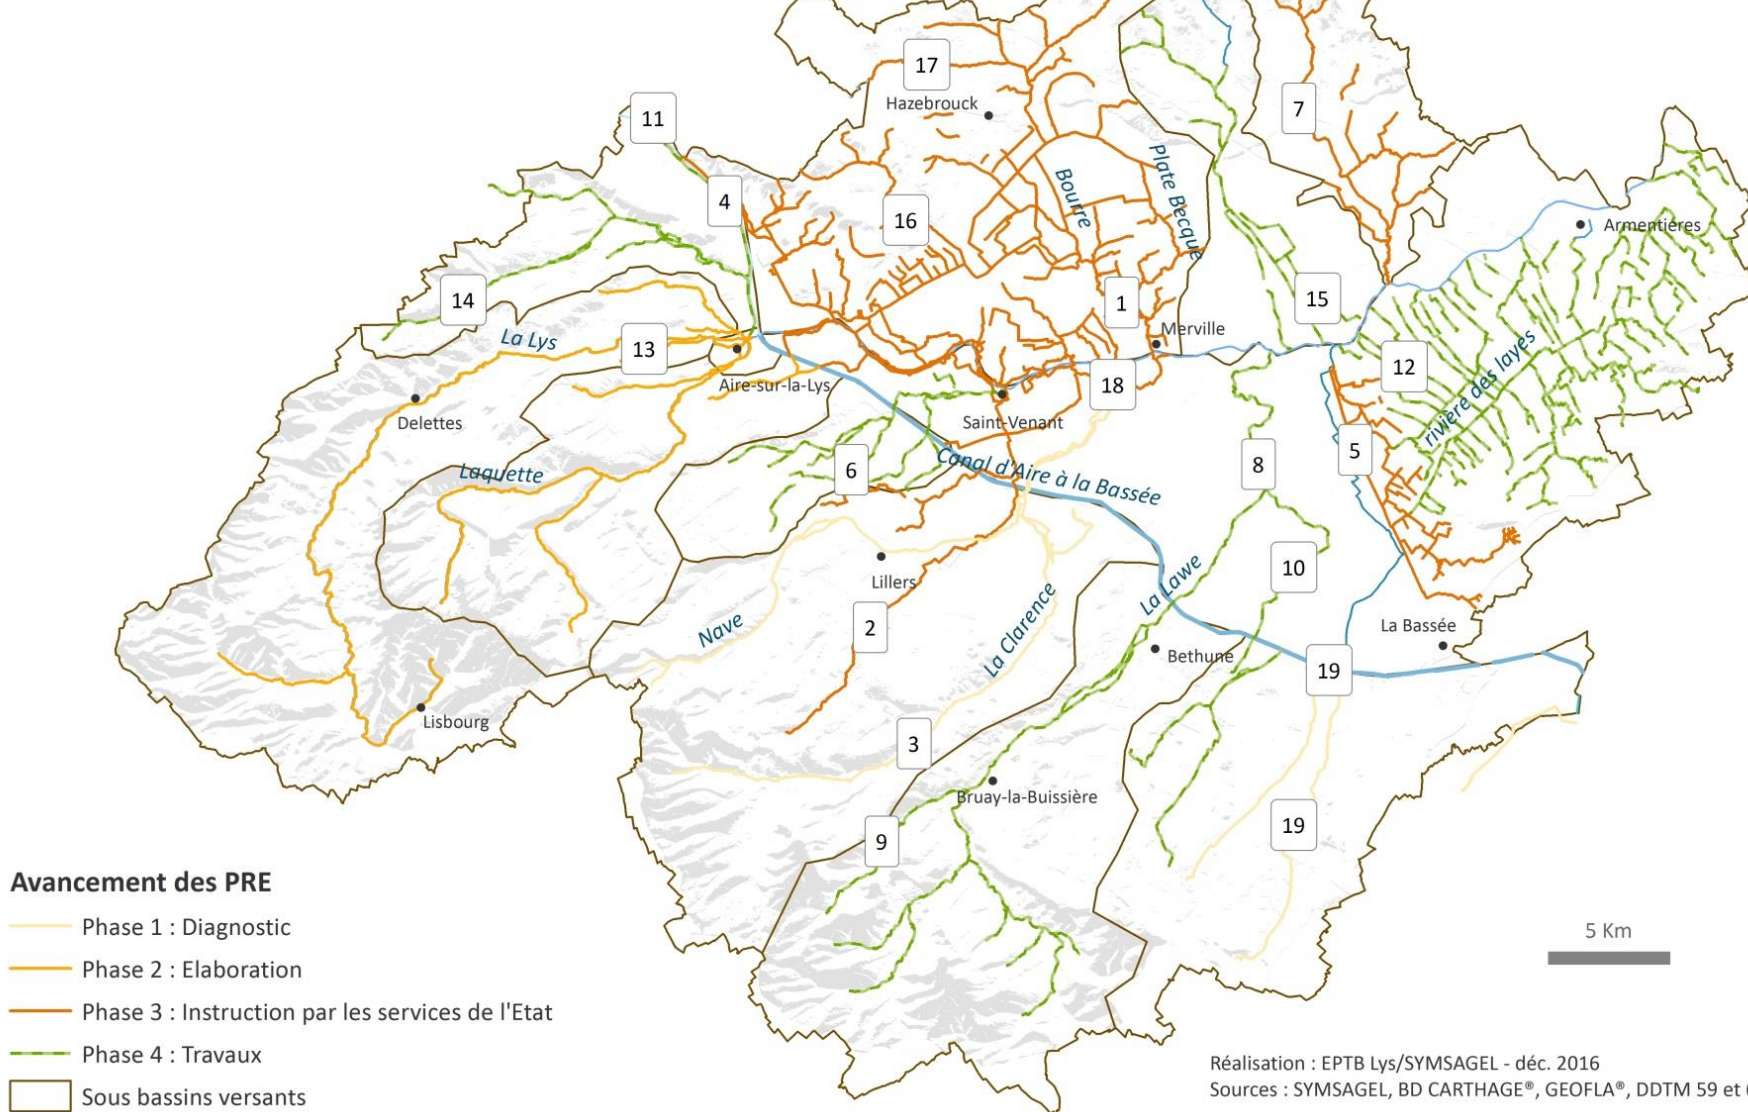 17
Hazebrouck
11
7
4
Bourre
Plate Becque
16
Armentières
14
15
1
Merville
La Lys
13
12
rivière des layes
Aire-sur-la-Lys
18
Delettes
Saint-Venant
Laquette
6
Canal d'Aire à la Bassée
8
5
Lillers
10
La Lawe
Nave
2
La Clarence
La Bassée
Bethune
19
Lisbourg
3
Bruay-la-Buissière
9
19
Avancement des PRE
Phase 1 : Diagnostic
Phase 2 : Elaboration
Phase 3 : Instruction par les services de l'Etat
Phase 4 : Travaux
Sous bassins versants
5 Km
Réalisation : EPTB Lys/SYMSAGEL - déc. 2016
Sources : SYMSAGEL, BD CARTHAGE®, GEOFLA®, DDTM 59 et